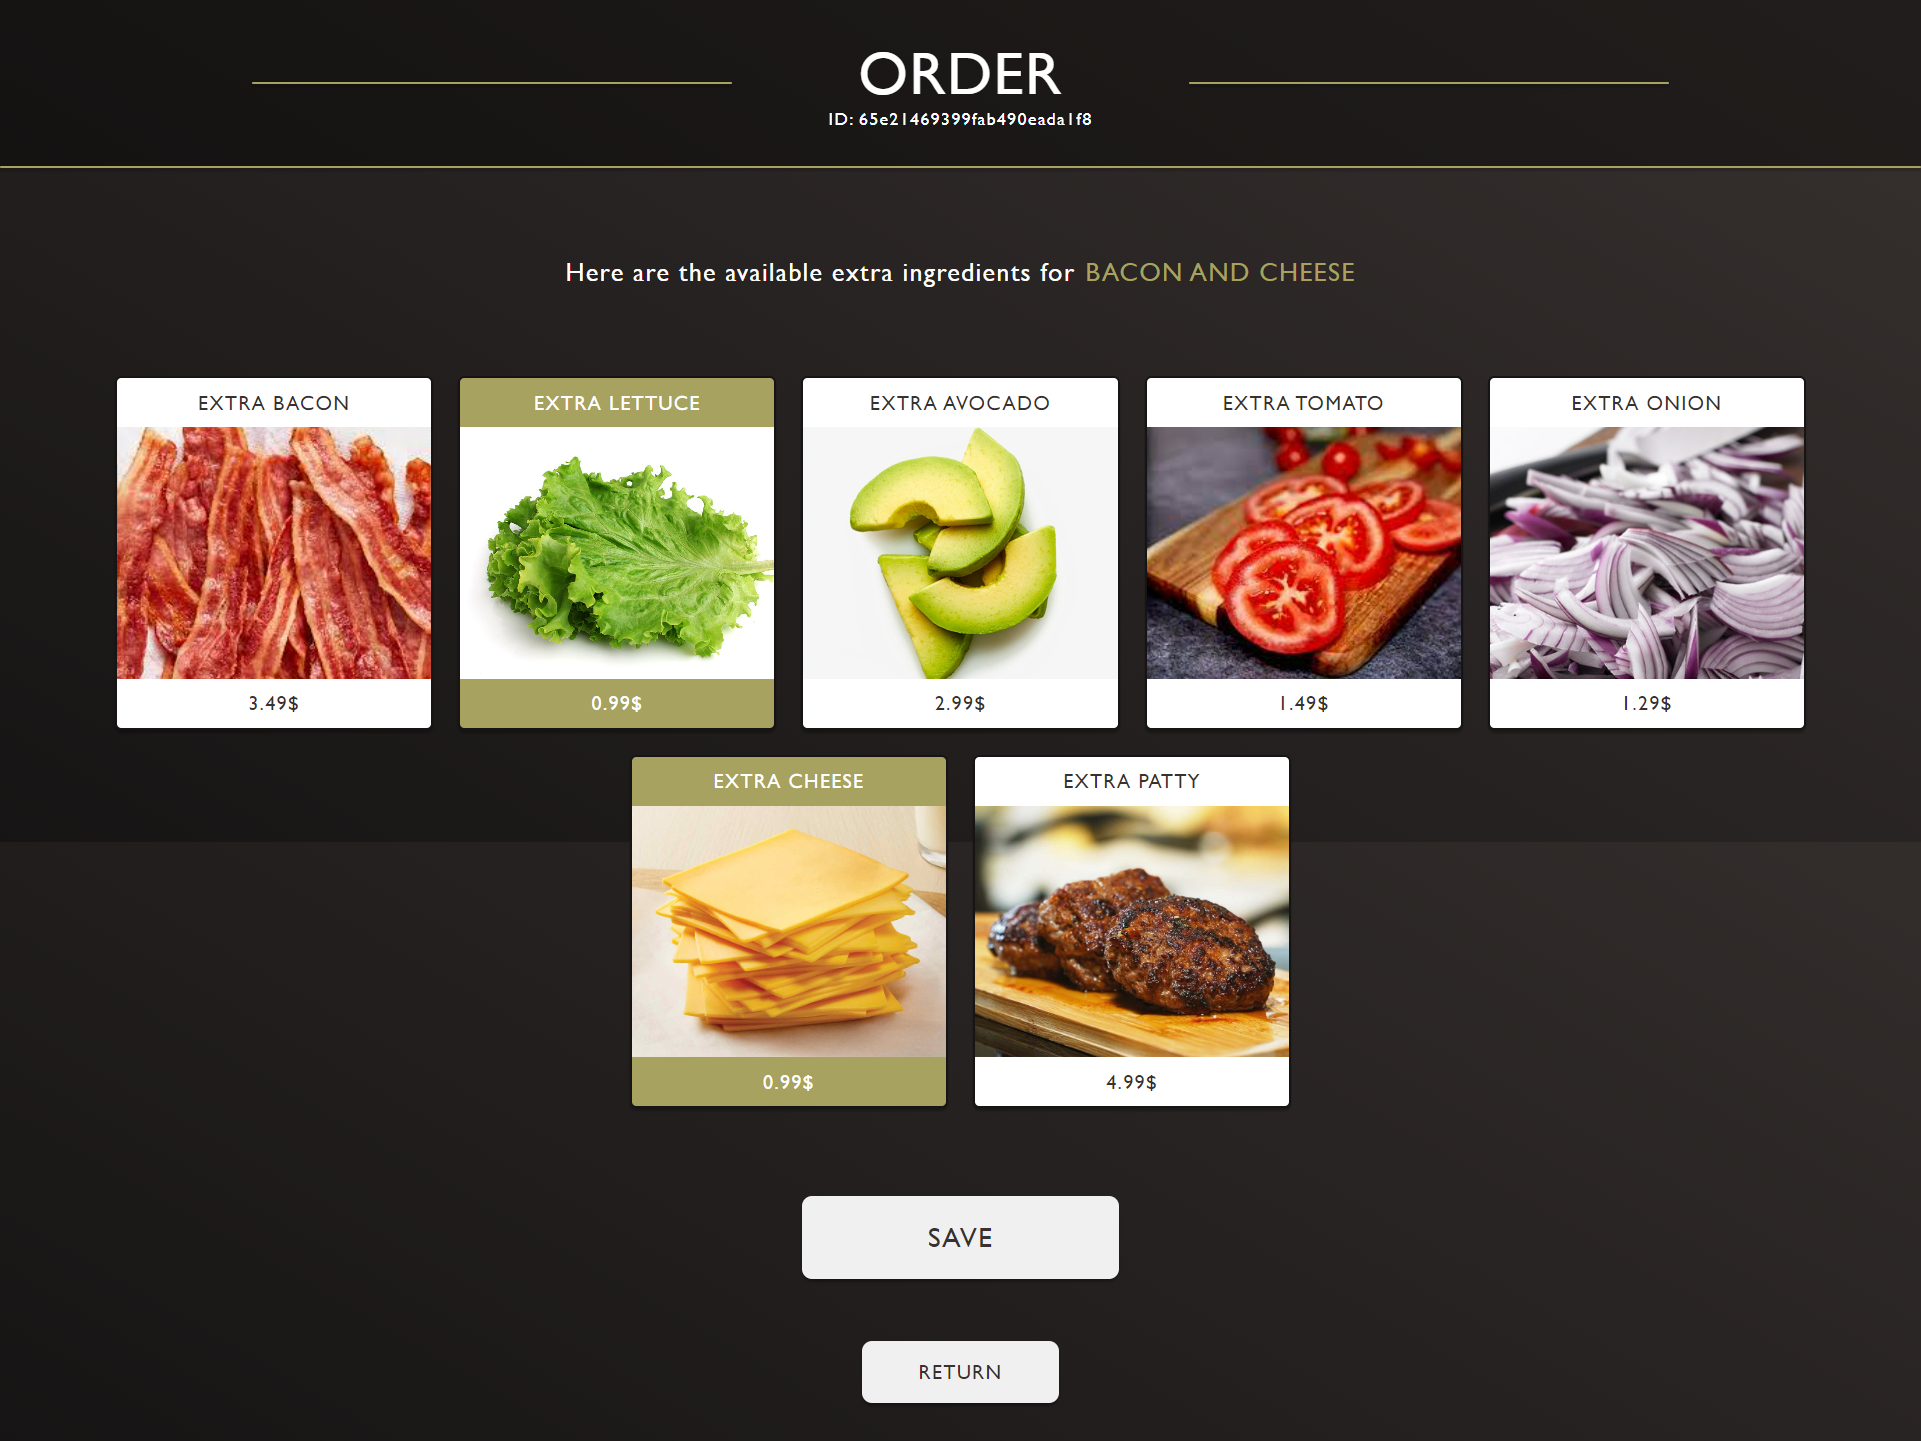 ORDER
ID: 65e21469399fab490eada1f8
Here are the available extra ingredients for BACON AND CHEESE
EXTRA BACON
3.49$
EXTRA LETTUCE
0.99$
EXTRA AVOCADO
2.99$
EXTRA TOMATO
1.49$
EXTRA ONION
1.29$
EXTRA CHEESE
0.99$
EXTRA PATTY
4.99$
SAVE
RETURN